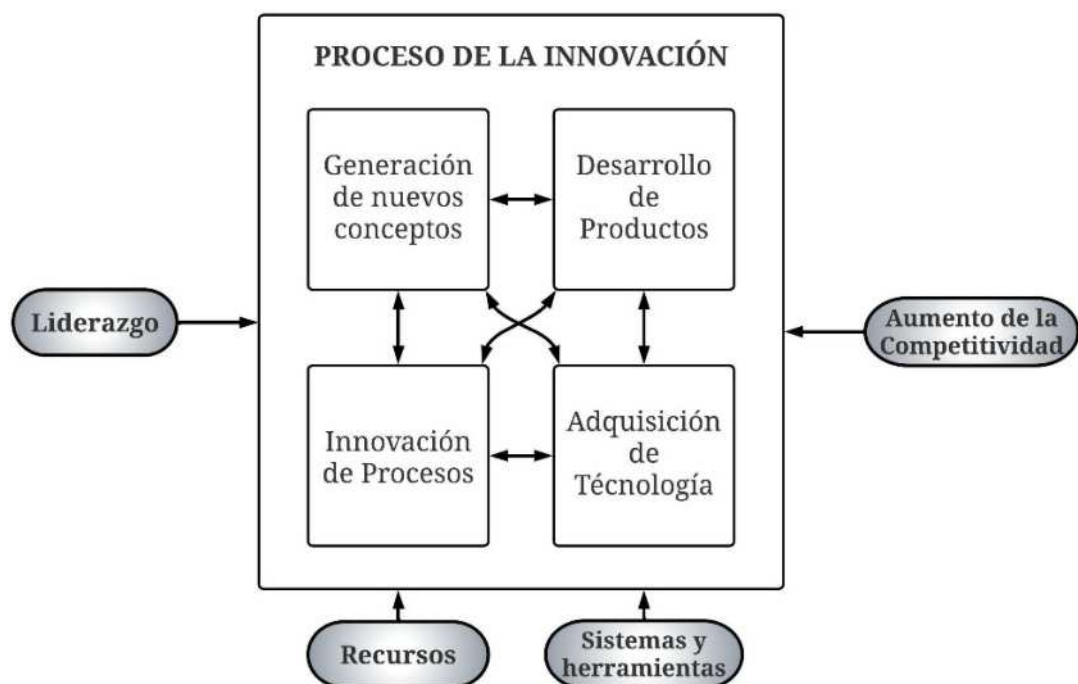 PROCESO DE LA INNOVACIÓN
Generación
de nuevos
conceptos
Desarrollo
de
Productos
Liderazgo
Aumento de la
Competitividad
Innovación
de Procesos
Adquisición
de
Técnología
Recursos
Sistemas y
herramientas